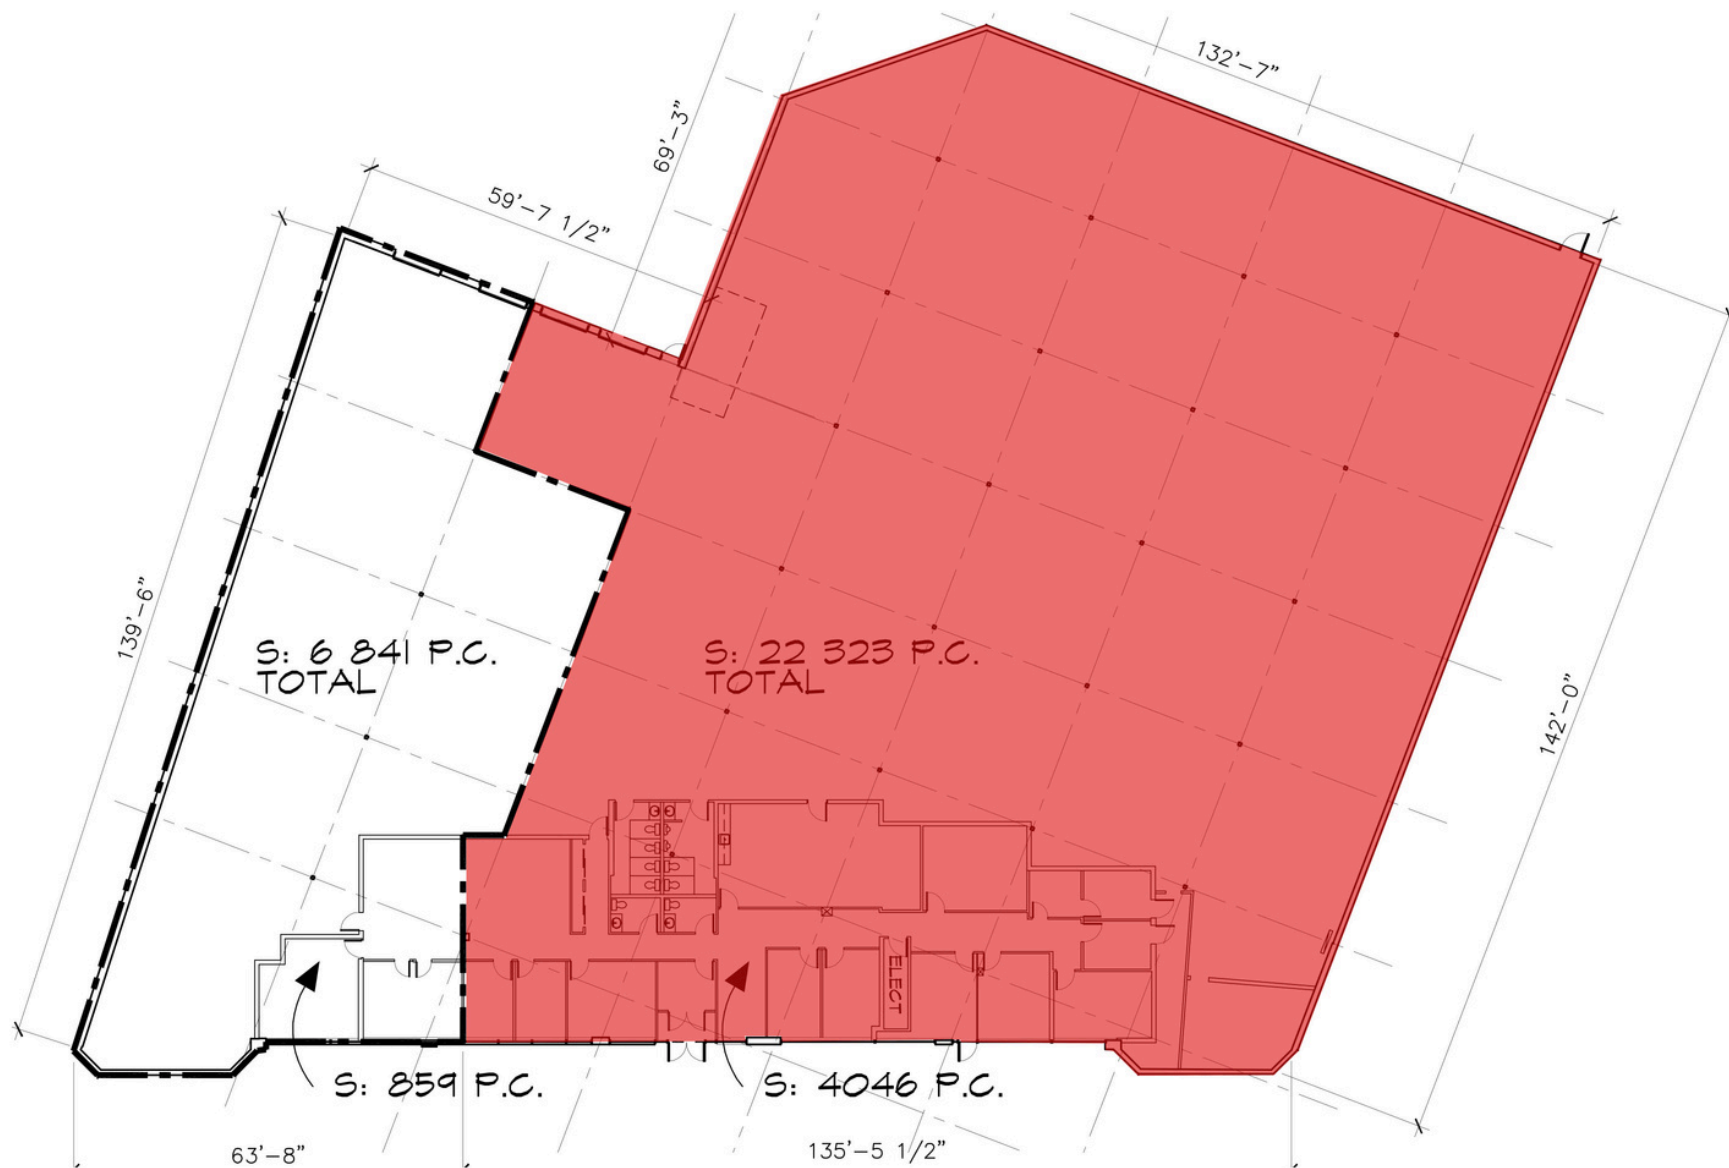 132'-7"
69'-3"
59'-7 1/2"
139'-6"
S: 6 841 P.C.
TOTAL
S: 22 323 P.C.
TOTAL
142'-0"
ELECT
S: 859 P.C.
S: 4046 P.C.
63'-8"
135'-5 1/2"